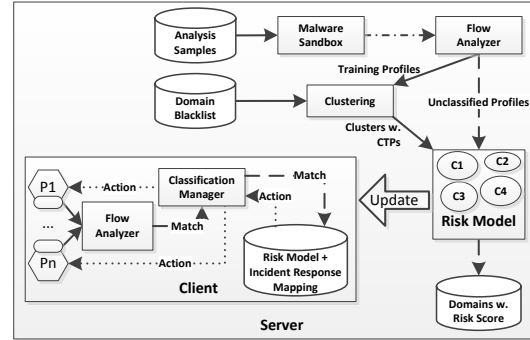 Analysis
Samples
Malware
Sandbox
Flow
Analyzer
Training Profiles
Domain
Blacklist
Clustering
Unclassified Profiles
Clusters w.
CTPs
C1
C2
C3
C4
Risk Model
Update
P1
...
Pn
Action
Classification
Manager
Match
Action
Flow
Analyzer
Match
Action
Risk Model +
Incident Response
Mapping
Client
Domains w.
Risk Score
Server